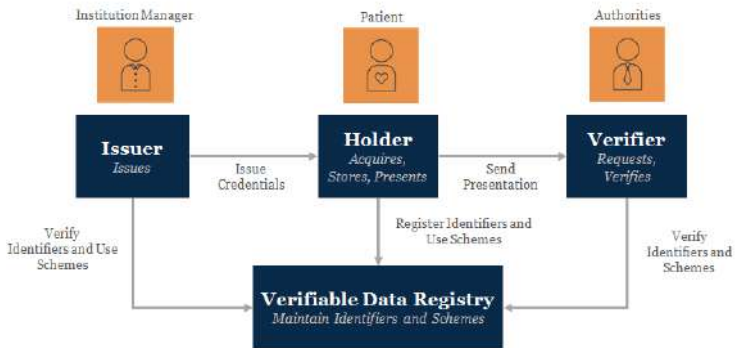 Institution Manager
Patient
Authorities
Issuer
Issues
Issue
Credentials
Holder
Acquires,
Stores, Presents
Send
Presentation
Verifier
Requests,
Verifies
Verify
Identifiers and Use
Schemes
Register Identifiers and
Use Schemes
Verify
Identifiers and
Schemes
Verifiable Data Registry
Maintain Identifiers and Schemes